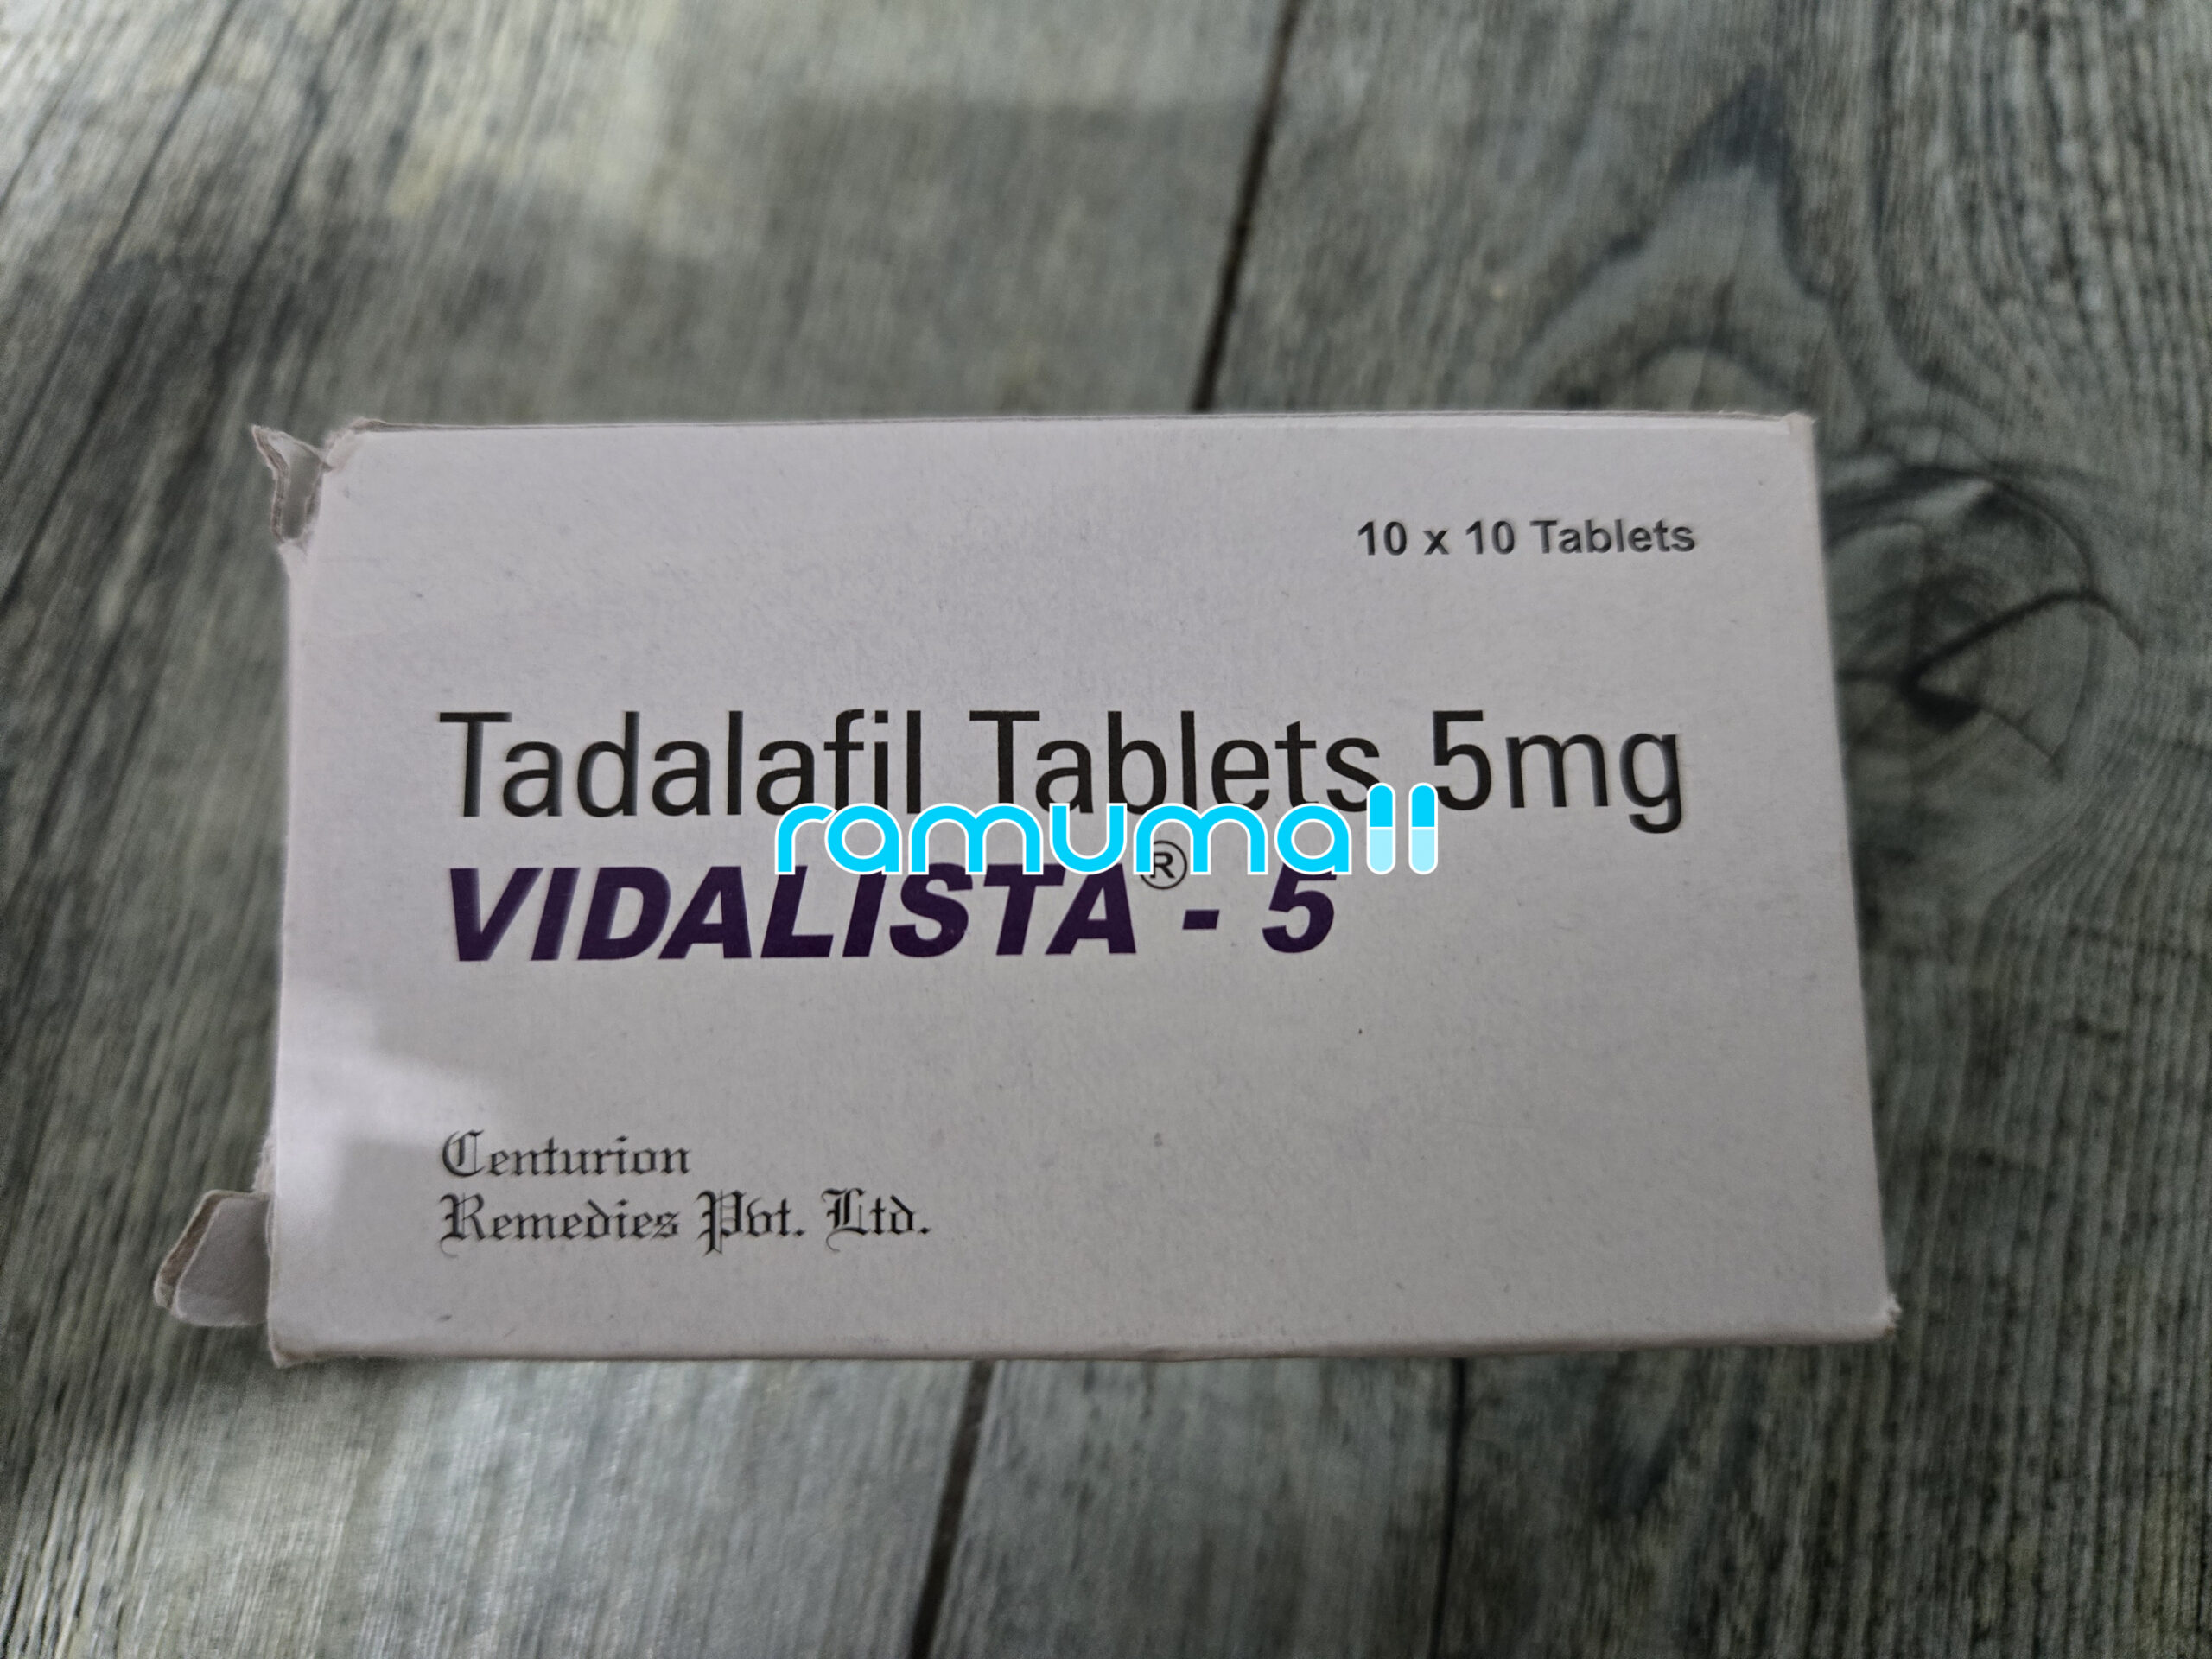 10 x 10 Tablets
Tadalafil Tablets 5mg
ramumall
VIDALISTA® - 5
Centurion
Remedies Pvt. Ltd.